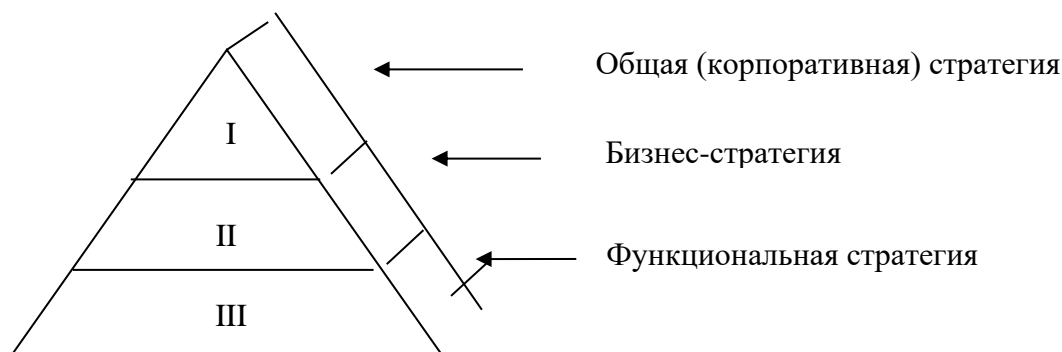 Общая (корпоративная) стратегия
I
Бизнес-стратегия
II
Функциональная стратегия
III